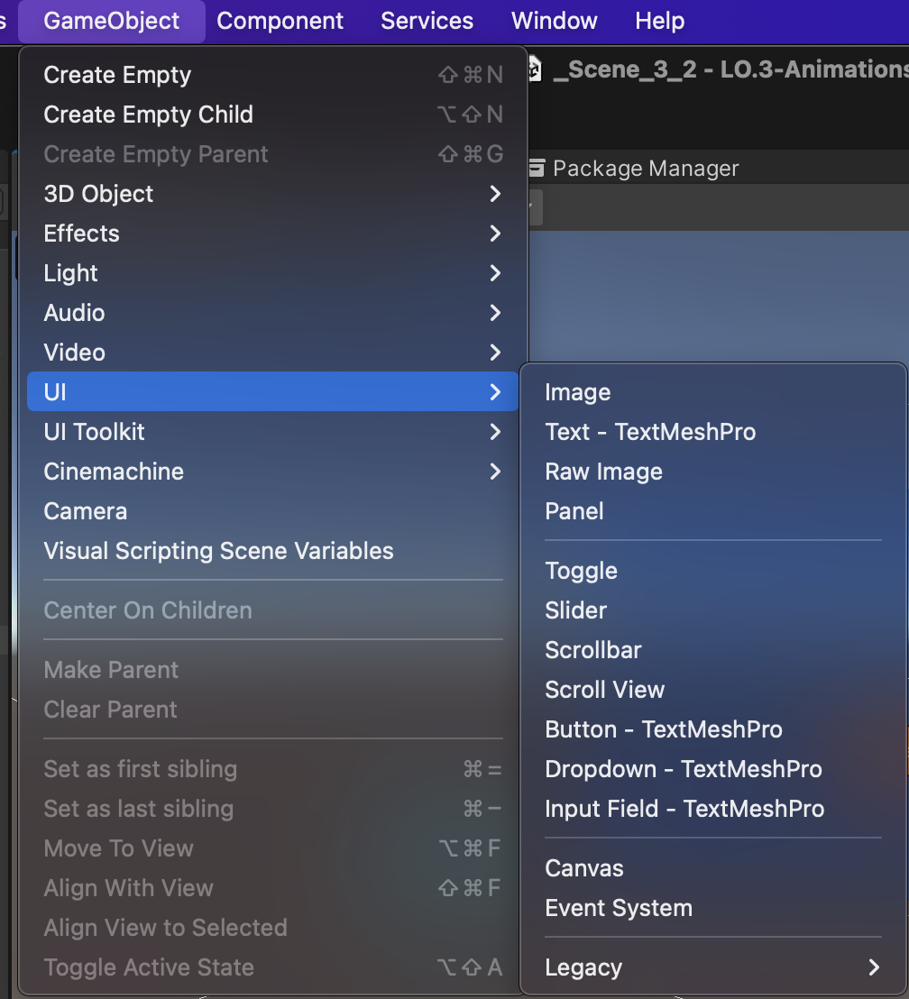 s GameObject Component Services Window Help
_Scene_3_2 - LO.3-Animations
Package Manager
Create Empty ⇧⌘N
Create Empty Child ⌥⇧N
Create Empty Parent ⇧⌘G
3D Object
Effects
Light
Audio
Video
UI
UI Toolkit
Cinemachine
Camera
Visual Scripting Scene Variables
Center On Children
Make Parent
Clear Parent
Set as first sibling ⌘=
Set as last sibling ⌘−
Move To View ⌥⌘F
Align With View ⇧⌘F
Align View to Selected
Toggle Active State ⌥⇧A
Image
Text - TextMeshPro
Raw Image
Panel
Toggle
Slider
Scrollbar
Scroll View
Button - TextMeshPro
Dropdown - TextMeshPro
Input Field - TextMeshPro
Canvas
Event System
Legacy